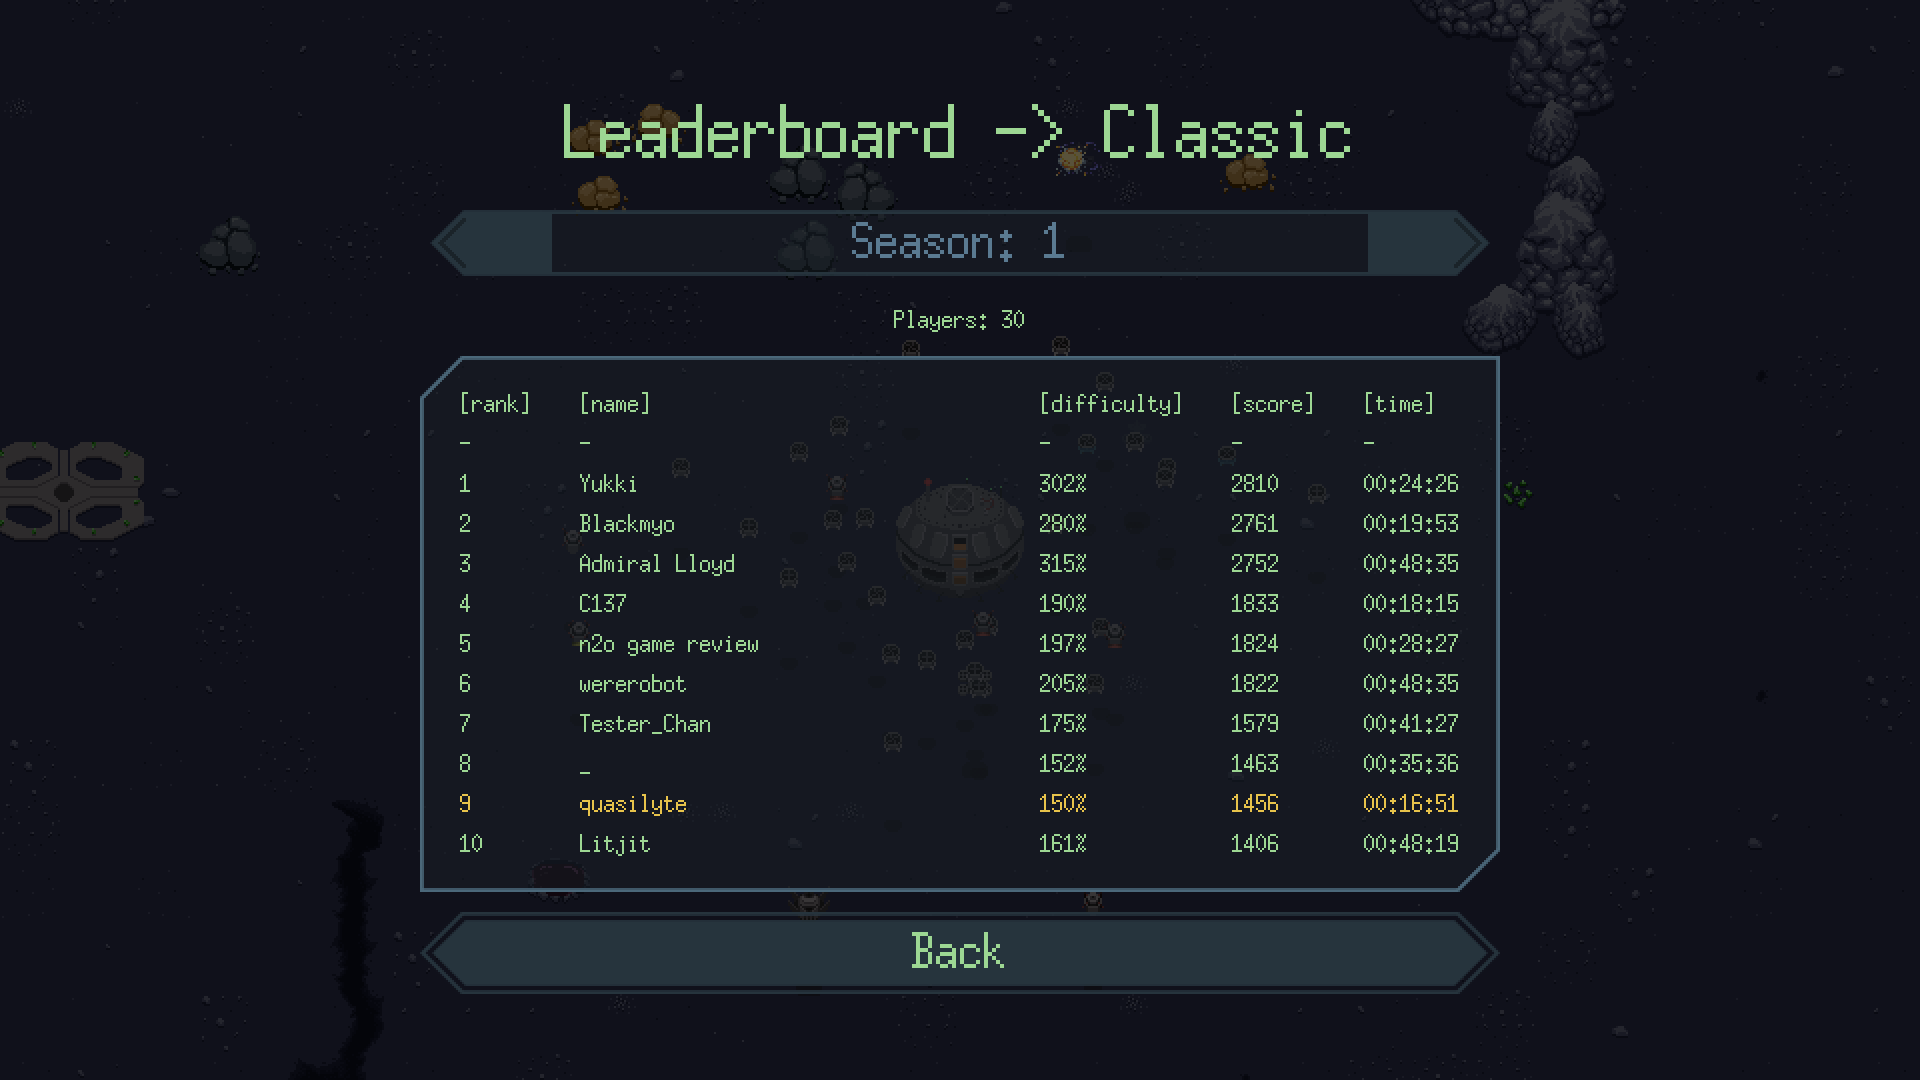 Leaderboard -> Classic
Season: 1
Players: 30
[rank] [name] [difficulty] [score] [time]
- - - - -
1 Yukki 302% 2810 00:24:26
2 Blackmyo 280% 2761 00:19:53
3 Admiral Lloyd 315% 2752 00:48:35
4 C137 190% 1833 00:18:15
5 n2o game review 197% 1824 00:28:27
6 wererobot 205% 1822 00:48:35
7 Tester_Chan 175% 1579 00:41:27
8 _ 152% 1463 00:35:36
9 quasilyte 150% 1456 00:16:51
10 Litjit 161% 1406 00:48:19
Back